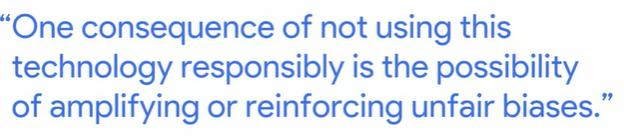 “One consequence of not using this
technology responsibly is the possibility
of amplifying or reinforcing unfair biases.”